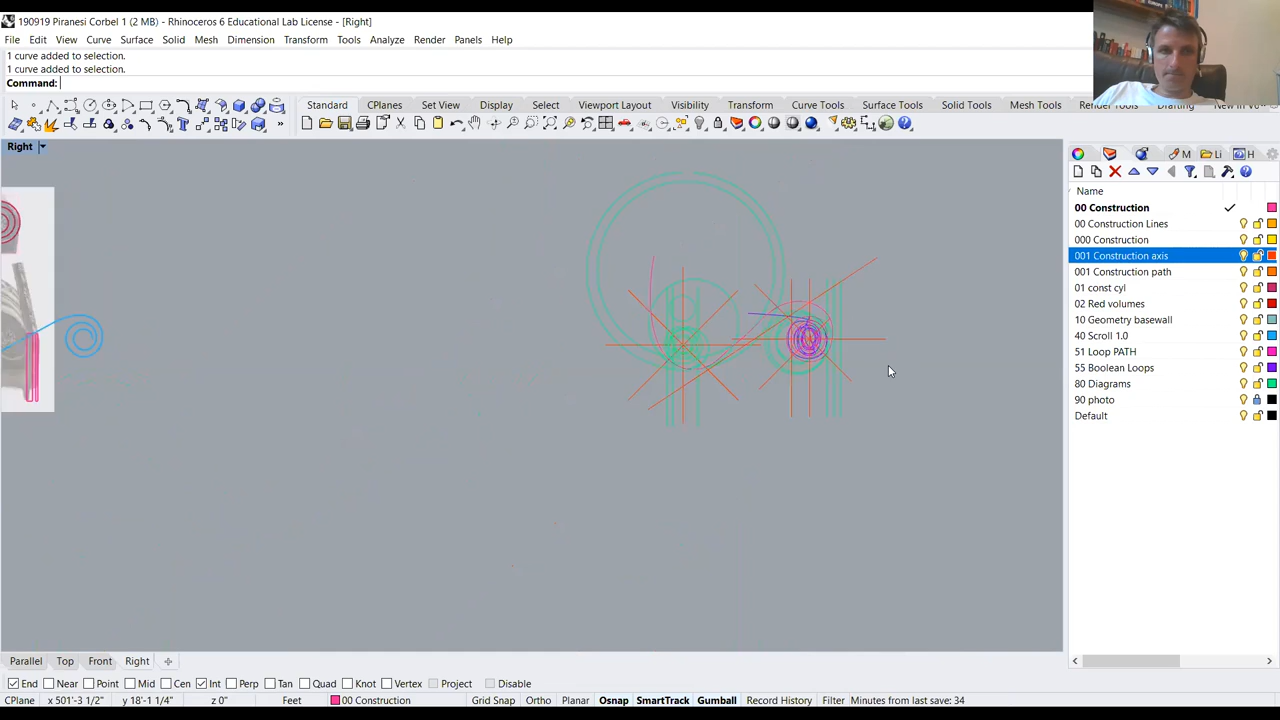 190919 Piranesi Corbel 1 (2 MB) - Rhinoceros 6 Educational Lab License - [Right]
File Edit View Curve Surface Solid Mesh Dimension Transform Tools Analyze Render Panels Help
1 curve added to selection.
1 curve added to selection.
Command:
Standard CPlanes Set View Display Select Viewport Layout Visibility Transform Curve Tools Surface Tools Solid Tools Mesh Tools
Right
M Li H
Name
00 Construction
00 Construction Lines
000 Construction
001 Construction axis
001 Construction path
01 const cyl
02 Red volumes
10 Geometry basewall
40 Scroll 1.0
51 Loop PATH
55 Boolean Loops
80 Diagrams
90 photo
Default
Parallel Top Front Right
End Near Point Mid Cen Int Perp Tan Quad Knot Vertex Project Disable
CPlane x 501'-3 1/2" y 18'-1 1/4" z 0" Feet 00 Construction Grid Snap Ortho Planar Osnap SmartTrack Gumball Record History Filter Minutes from last save: 34